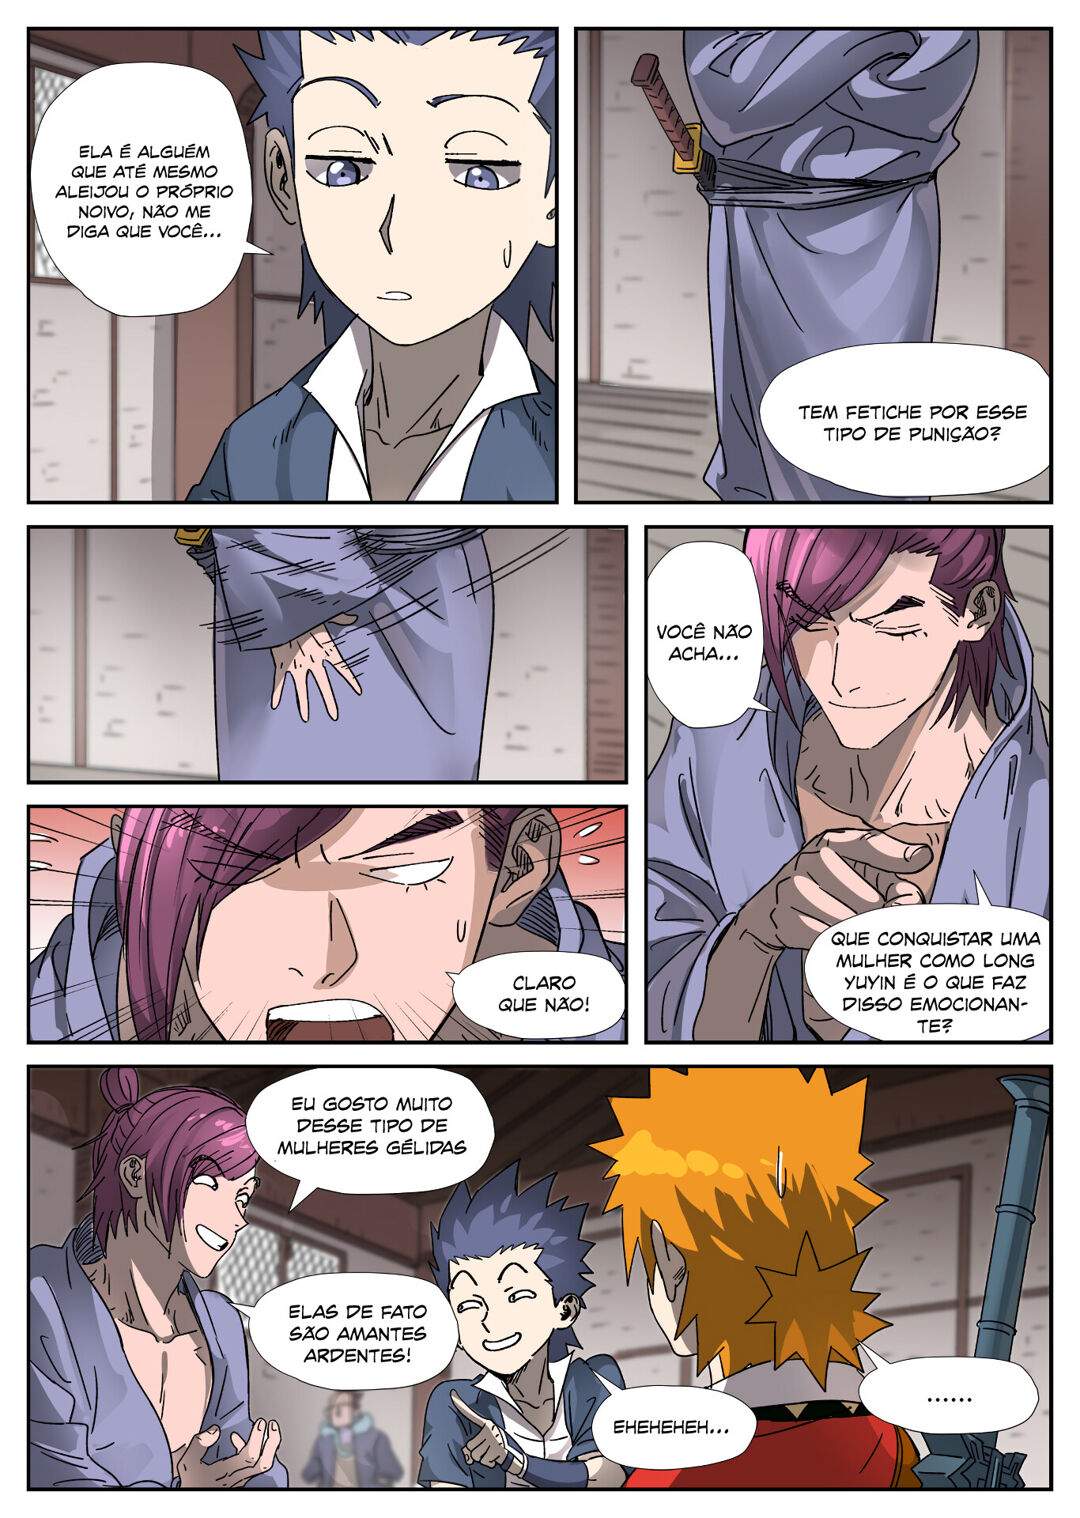 ELA É ALGUÉM
QUE ATÉ MESMO
ALEIJOU O PRÓPRIO
NOIVO, NÃO ME
DIGA QUE VOCÊ...
TEM FETICHE POR ESSE
TIPO DE PUNIÇÃO?
VOCÊ NÃO
ACHA...
QUE CONQUISTAR UMA
MULHER COMO LONG
YUYIN É O QUE FAZ
DISSO EMOCIONAN-
TE?
CLARO
QUE NÃO!
EU GOSTO MUITO
DESSE TIPO DE
MULHERES GÉLIDAS
ELAS DE FATO
SÃO AMANTES
ARDENTES!
EHEHEHEH...
......